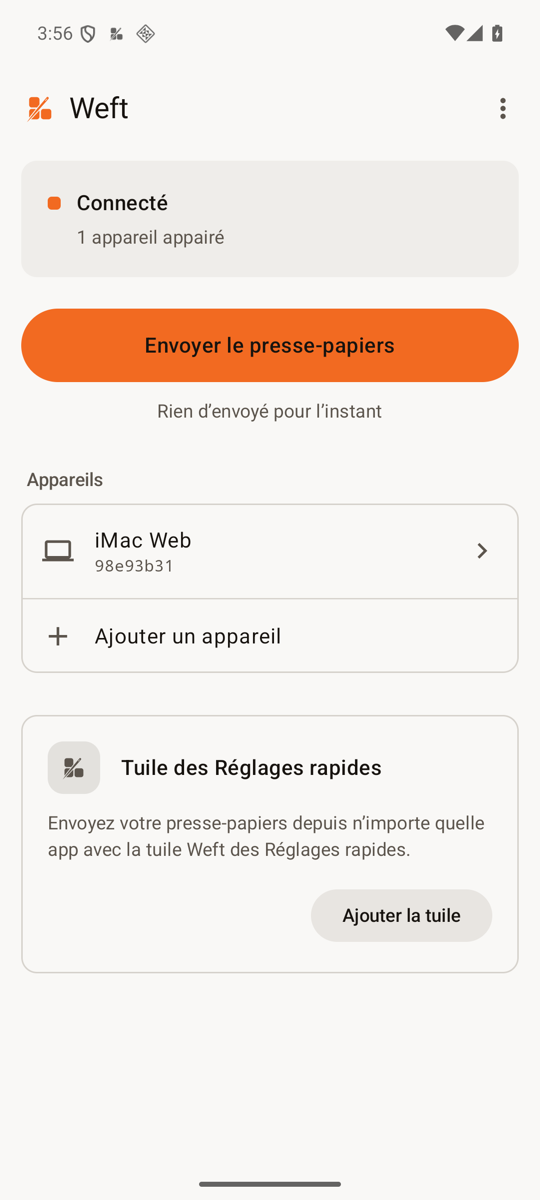 3:56
Weft
Connecté
1 appareil appairé
Envoyer le presse-papiers
Rien d’envoyé pour l’instant
Appareils
iMac Web
98e93b31
Ajouter un appareil
Tuile des Réglages rapides
Envoyez votre presse-papiers depuis n’importe quelle
app avec la tuile Weft des Réglages rapides.
Ajouter la tuile